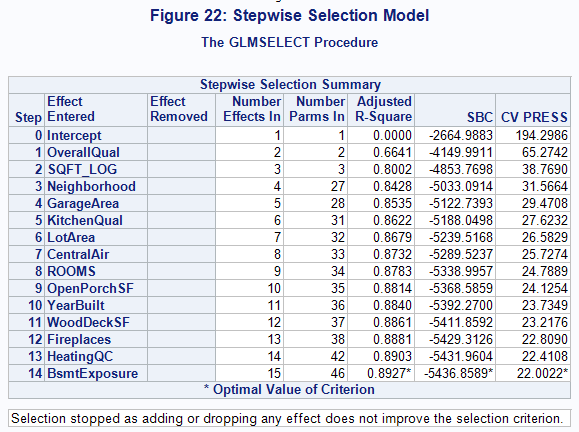 Figure 22: Stepwise Selection Model
The GLMSELECT Procedure
Stepwise Selection Summary
Step Effect Entered Effect Removed Number Effects In Number Parms In Adjusted R-Square SBC CV PRESS
0 Intercept 1 1 0.0000 -2664.9883 194.2986
1 OverallQual 2 2 0.6641 -4149.9911 65.2742
2 SQFT_LOG 3 3 0.8002 -4853.7698 38.7690
3 Neighborhood 4 27 0.8428 -5033.0914 31.5664
4 GarageArea 5 28 0.8535 -5122.7393 29.4708
5 KitchenQual 6 31 0.8622 -5188.0498 27.6232
6 LotArea 7 32 0.8679 -5239.5168 26.5829
7 CentralAir 8 33 0.8732 -5289.5237 25.7274
8 ROOMS 9 34 0.8783 -5338.9957 24.7889
9 OpenPorchSF 10 35 0.8814 -5368.5859 24.1254
10 YearBuilt 11 36 0.8840 -5392.2700 23.7349
11 WoodDeckSF 12 37 0.8861 -5411.8592 23.2176
12 Fireplaces 13 38 0.8881 -5429.3126 22.8090
13 HeatingQC 14 42 0.8903 -5431.9604 22.4108
14 BsmtExposure 15 46 0.8927* -5436.8589* 22.0022*
* Optimal Value of Criterion
Selection stopped as adding or dropping any effect does not improve the selection criterion.